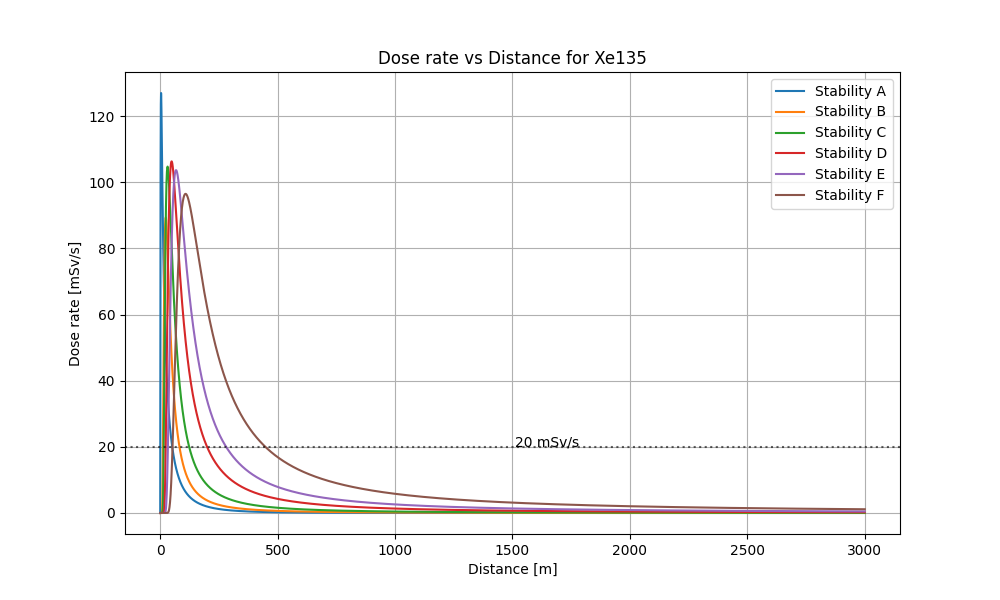 Dose rate vs Distance for Xe135
Stability A
Stability B
Stability C
Stability D
Stability E
Stability F
Dose rate [mSv/s]
120
100
80
60
40
20
0
20 mSv/s
0 500 1000 1500 2000 2500 3000
Distance [m]